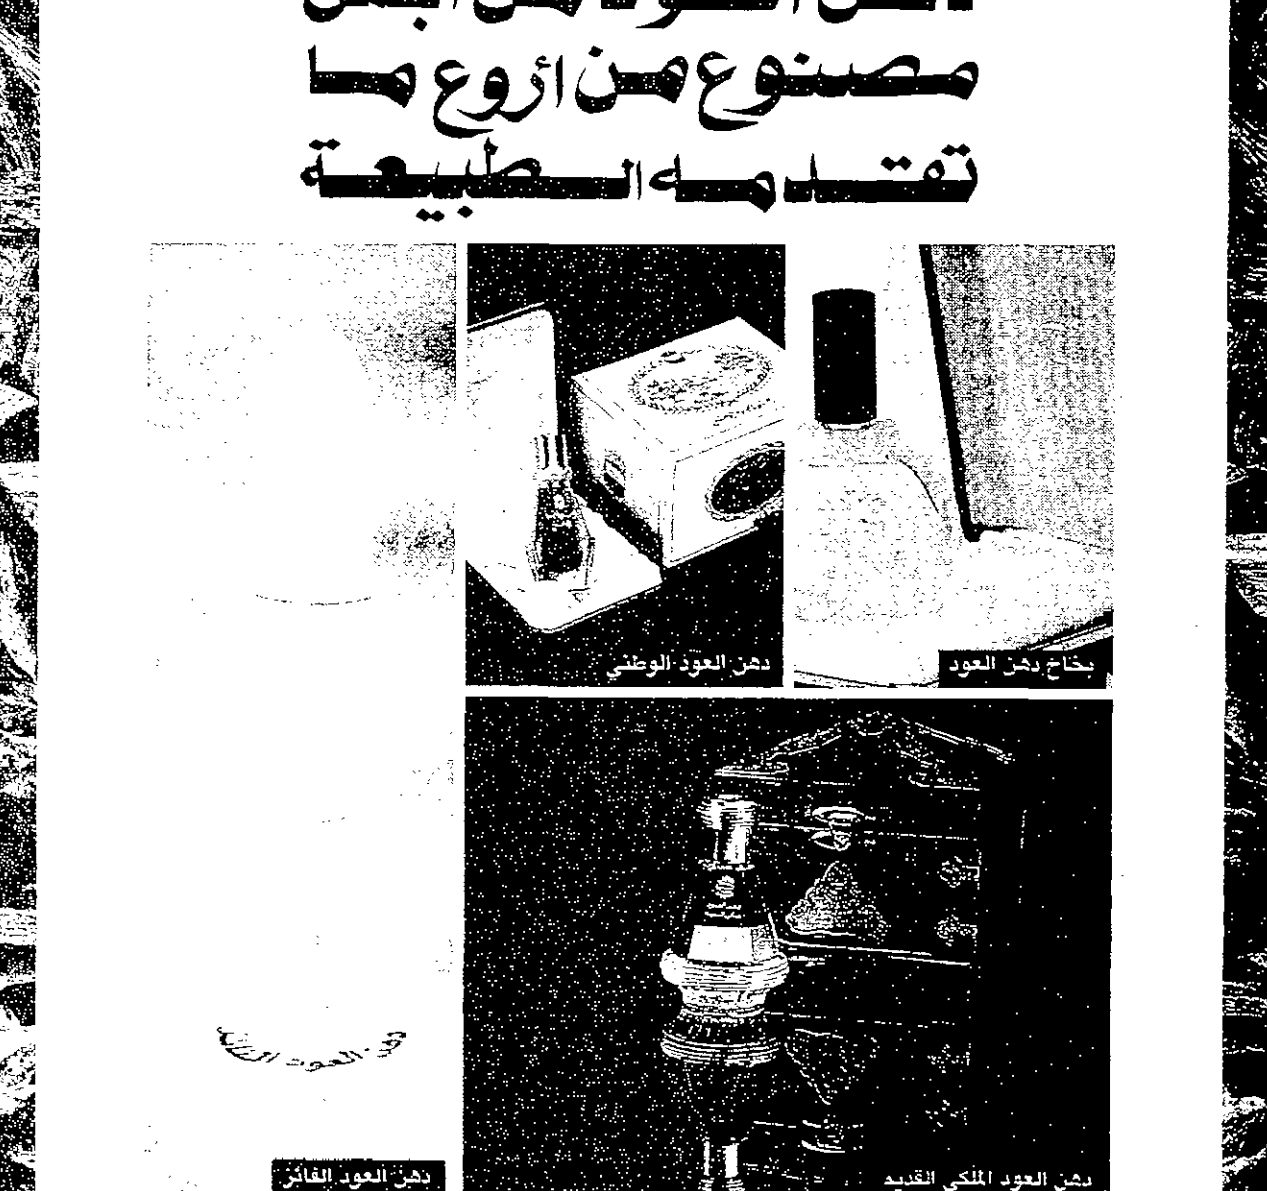 مصنوع من أروع ما
تقدمه الطبيعة
بخاخ دهن العود
دهن العود الوطني
دهن العود الملكي القديم
دهن العود الفائز